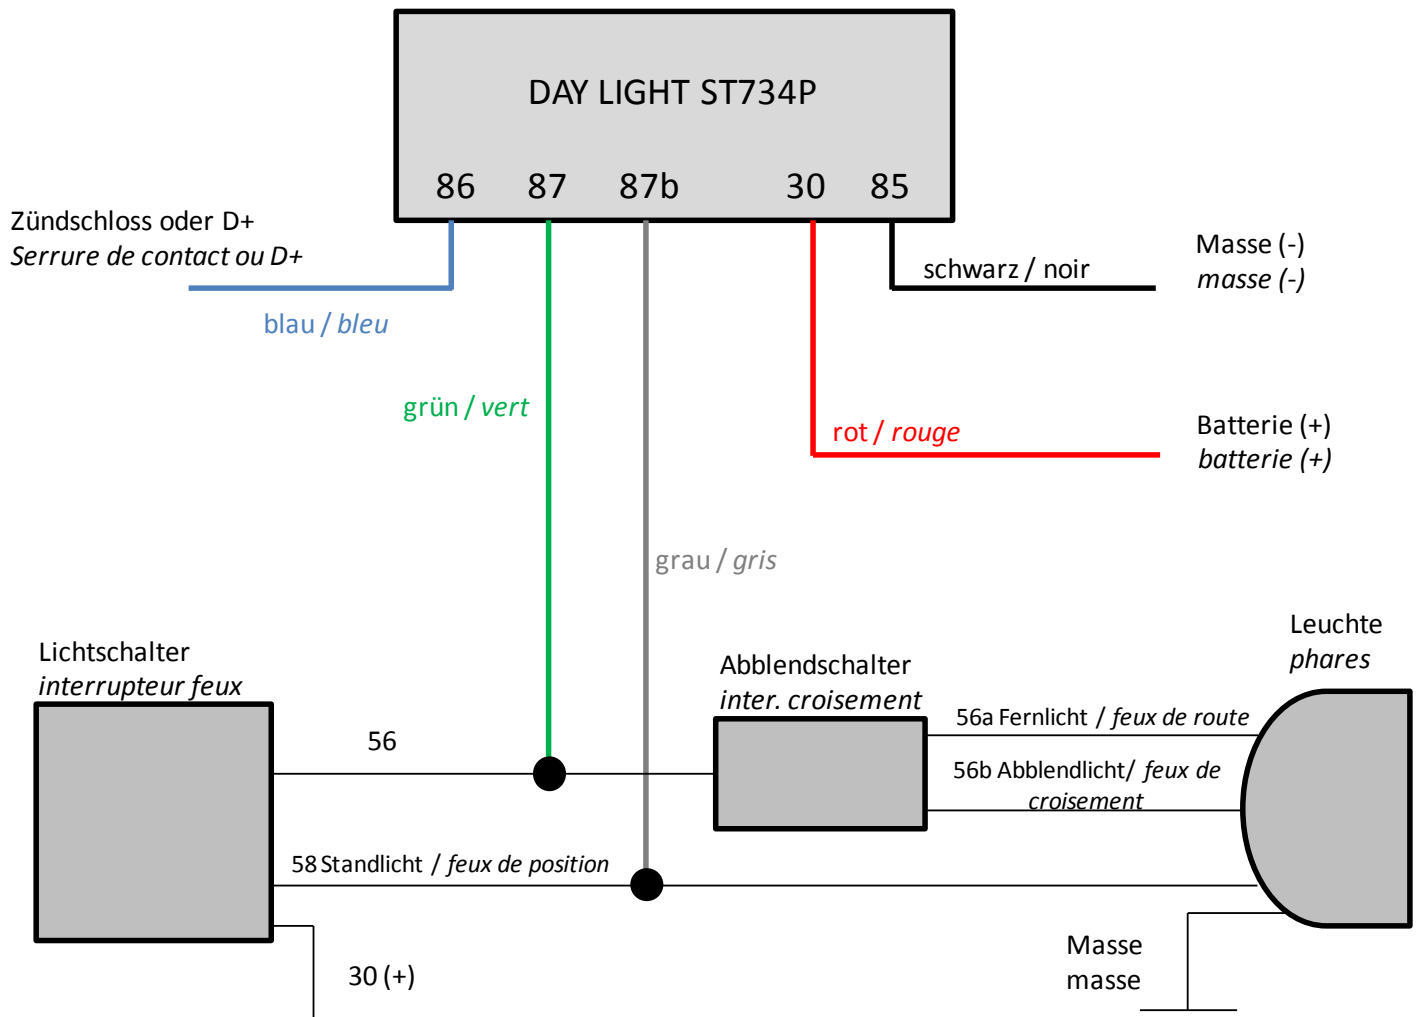 DAY LIGHT ST734P
86 87 87b 30 85
Zündschloss oder D+
Serrure de contact ou D+
blau / bleu
schwarz / noir
Masse (-)
masse (-)
grün / vert
rot / rouge
Batterie (+)
batterie (+)
grau / gris
Lichtschalter
interrupteur feux
Abblendschalter
inter. croisement
Leuchte
phares
56
56a Fernlicht / feux de route
56b Abblendlicht/ feux de
croisement
58 Standlicht / feux de position
30 (+)
Masse
masse